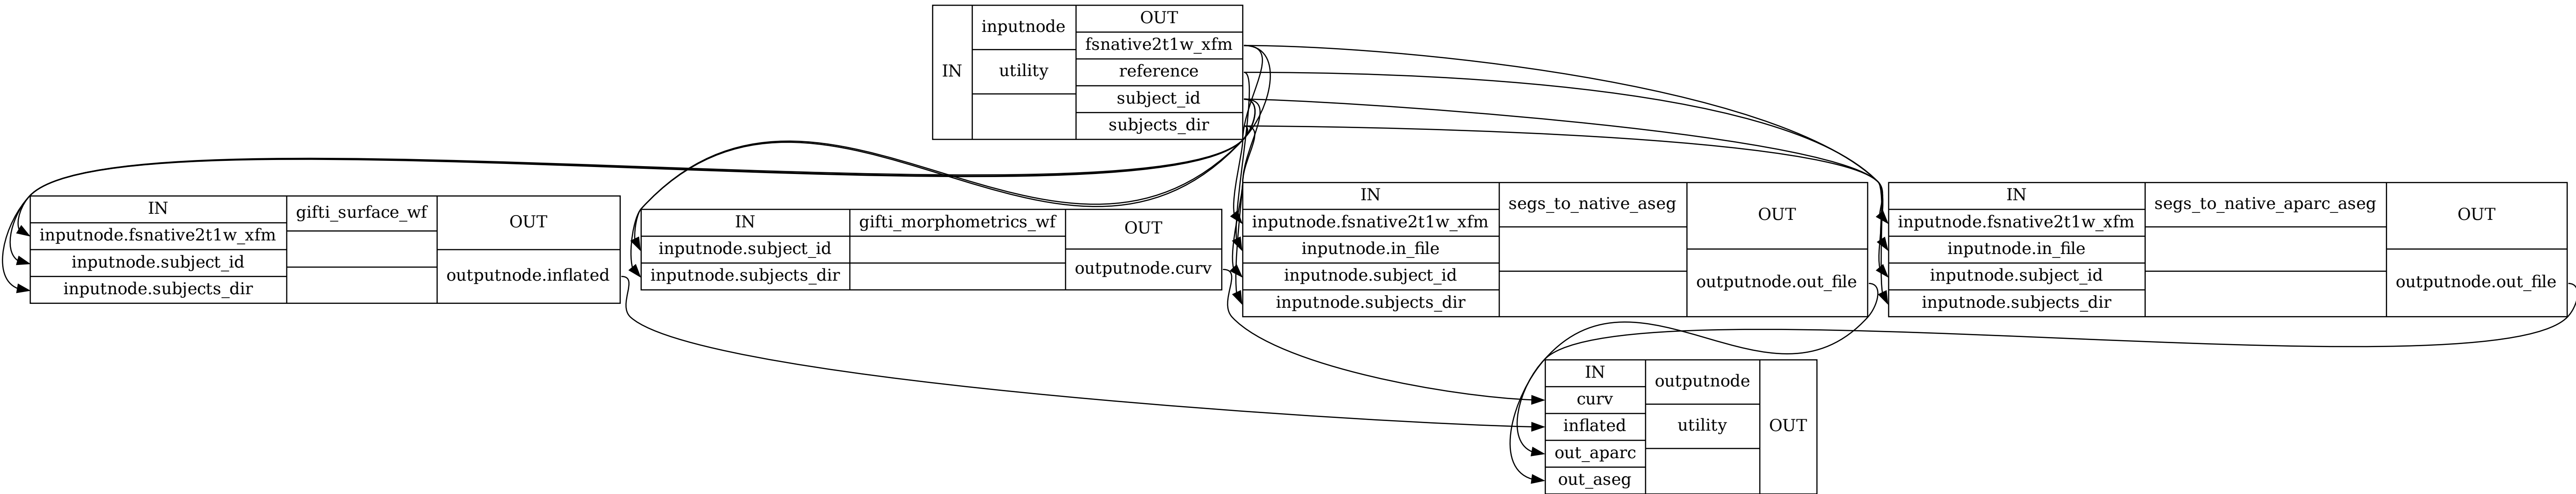 IN
inputnode
utility
OUT
fsnative2t1w_xfm
reference
subject_id
subjects_dir
IN
inputnode.fsnative2t1w_xfm
inputnode.subject_id
inputnode.subjects_dir
gifti_surface_wf
OUT
outputnode.inflated
IN
inputnode.subject_id
inputnode.subjects_dir
gifti_morphometrics_wf
OUT
outputnode.curv
IN
inputnode.fsnative2t1w_xfm
inputnode.in_file
inputnode.subject_id
inputnode.subjects_dir
segs_to_native_aseg
OUT
outputnode.out_file
IN
inputnode.fsnative2t1w_xfm
inputnode.in_file
inputnode.subject_id
inputnode.subjects_dir
segs_to_native_aparc_aseg
OUT
outputnode.out_file
IN
curv
inflated
out_aparc
out_aseg
outputnode
utility
OUT